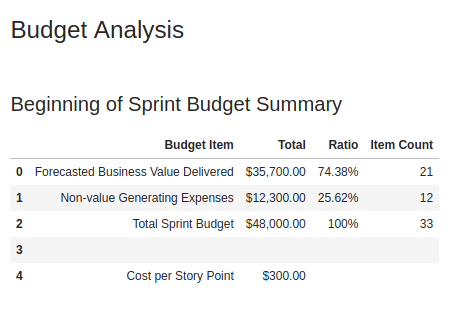 Budget Analysis
Beginning of Sprint Budget Summary
Budget Item Total Ratio Item Count
0 Forecasted Business Value Delivered $35,700.00 74.38% 21
1 Non-value Generating Expenses $12,300.00 25.62% 12
2 Total Sprint Budget $48,000.00 100% 33
3
4 Cost per Story Point $300.00